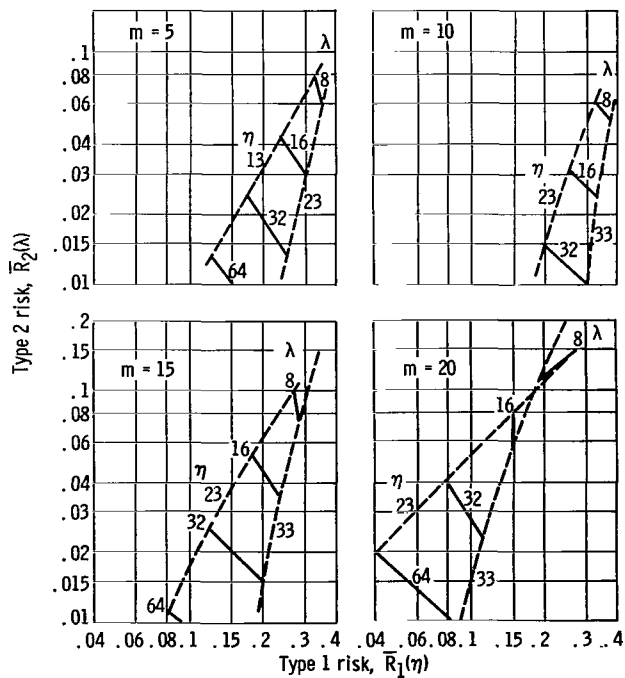 m = 5
λ
m = 10
λ
.1
.08
.06
.04
.03
.02
.015
.01
8
η
13
16
23
32
64
8
η
23
16
33
32
Type 2 risk, R̅2(λ)
.2
.15
.1
.08
.06
.04
.03
.02
.015
.01
m = 15
λ
8
16
η
23
32
33
64
m = 20
8
λ
16
η
23
32
33
64
.04 .06 .08 .1 .15 .2 .3 .4
.04 .06 .08 .1 .15 .2 .3 .4
Type 1 risk, R̅1(η)